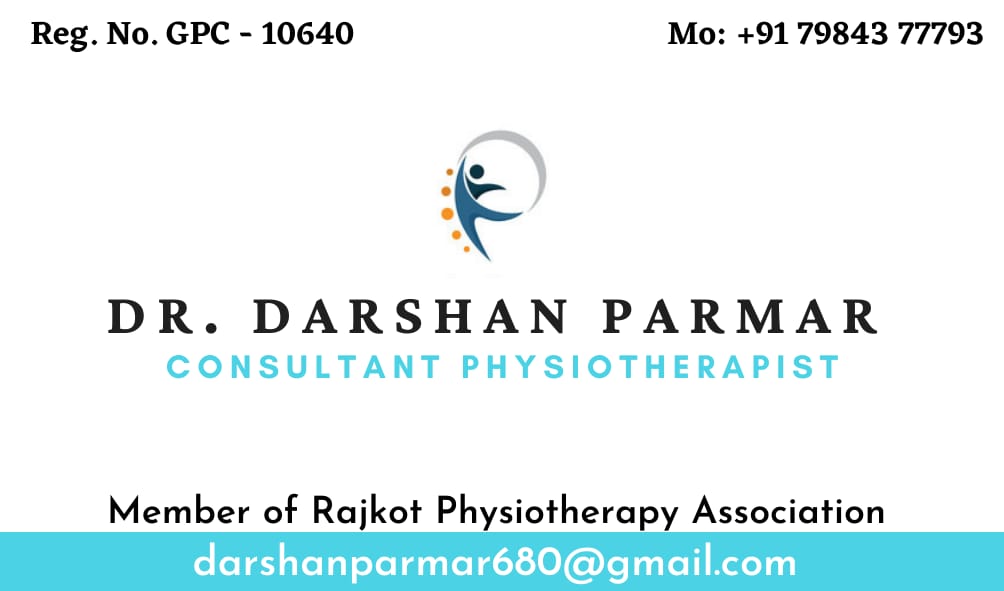 Reg. No. GPC - 10640
Mo: +91 79843 77793
DR. DARSHAN PARMAR
CONSULTANT PHYSIOTHERAPIST
Member of Rajkot Physiotherapy Association
darshanparmar680@gmail.com